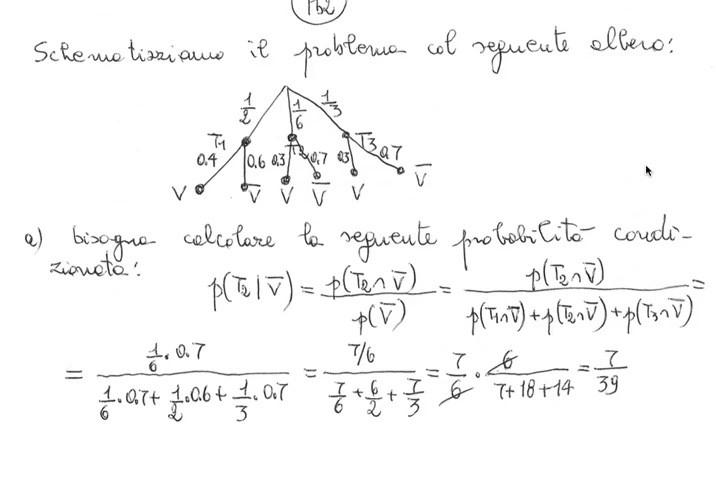 Pb2
Schematizziamo il problema col seguente albero:
1/2 1/6 1/3
T1 T2 T3
0.4 0.6 0.3 0.7 0.3 0.7
V V̅ V V̅ V V̅
a) bisogna calcolare la seguente probabilità condi-
zionata:
p(T2|V̅) = p(T2∩V̅)/p(V̅) = p(T2∩V̅)/(p(T1∩V̅)+p(T2∩V̅)+p(T3∩V̅)) =
= (1/6 · 0.7)/(1/6 · 0.7 + 1/2 · 0.6 + 1/3 · 0.7) = (7/6)/(7/6 + 6/2 + 7/3) = 7/6 · 6/(7+18+14) = 7/39